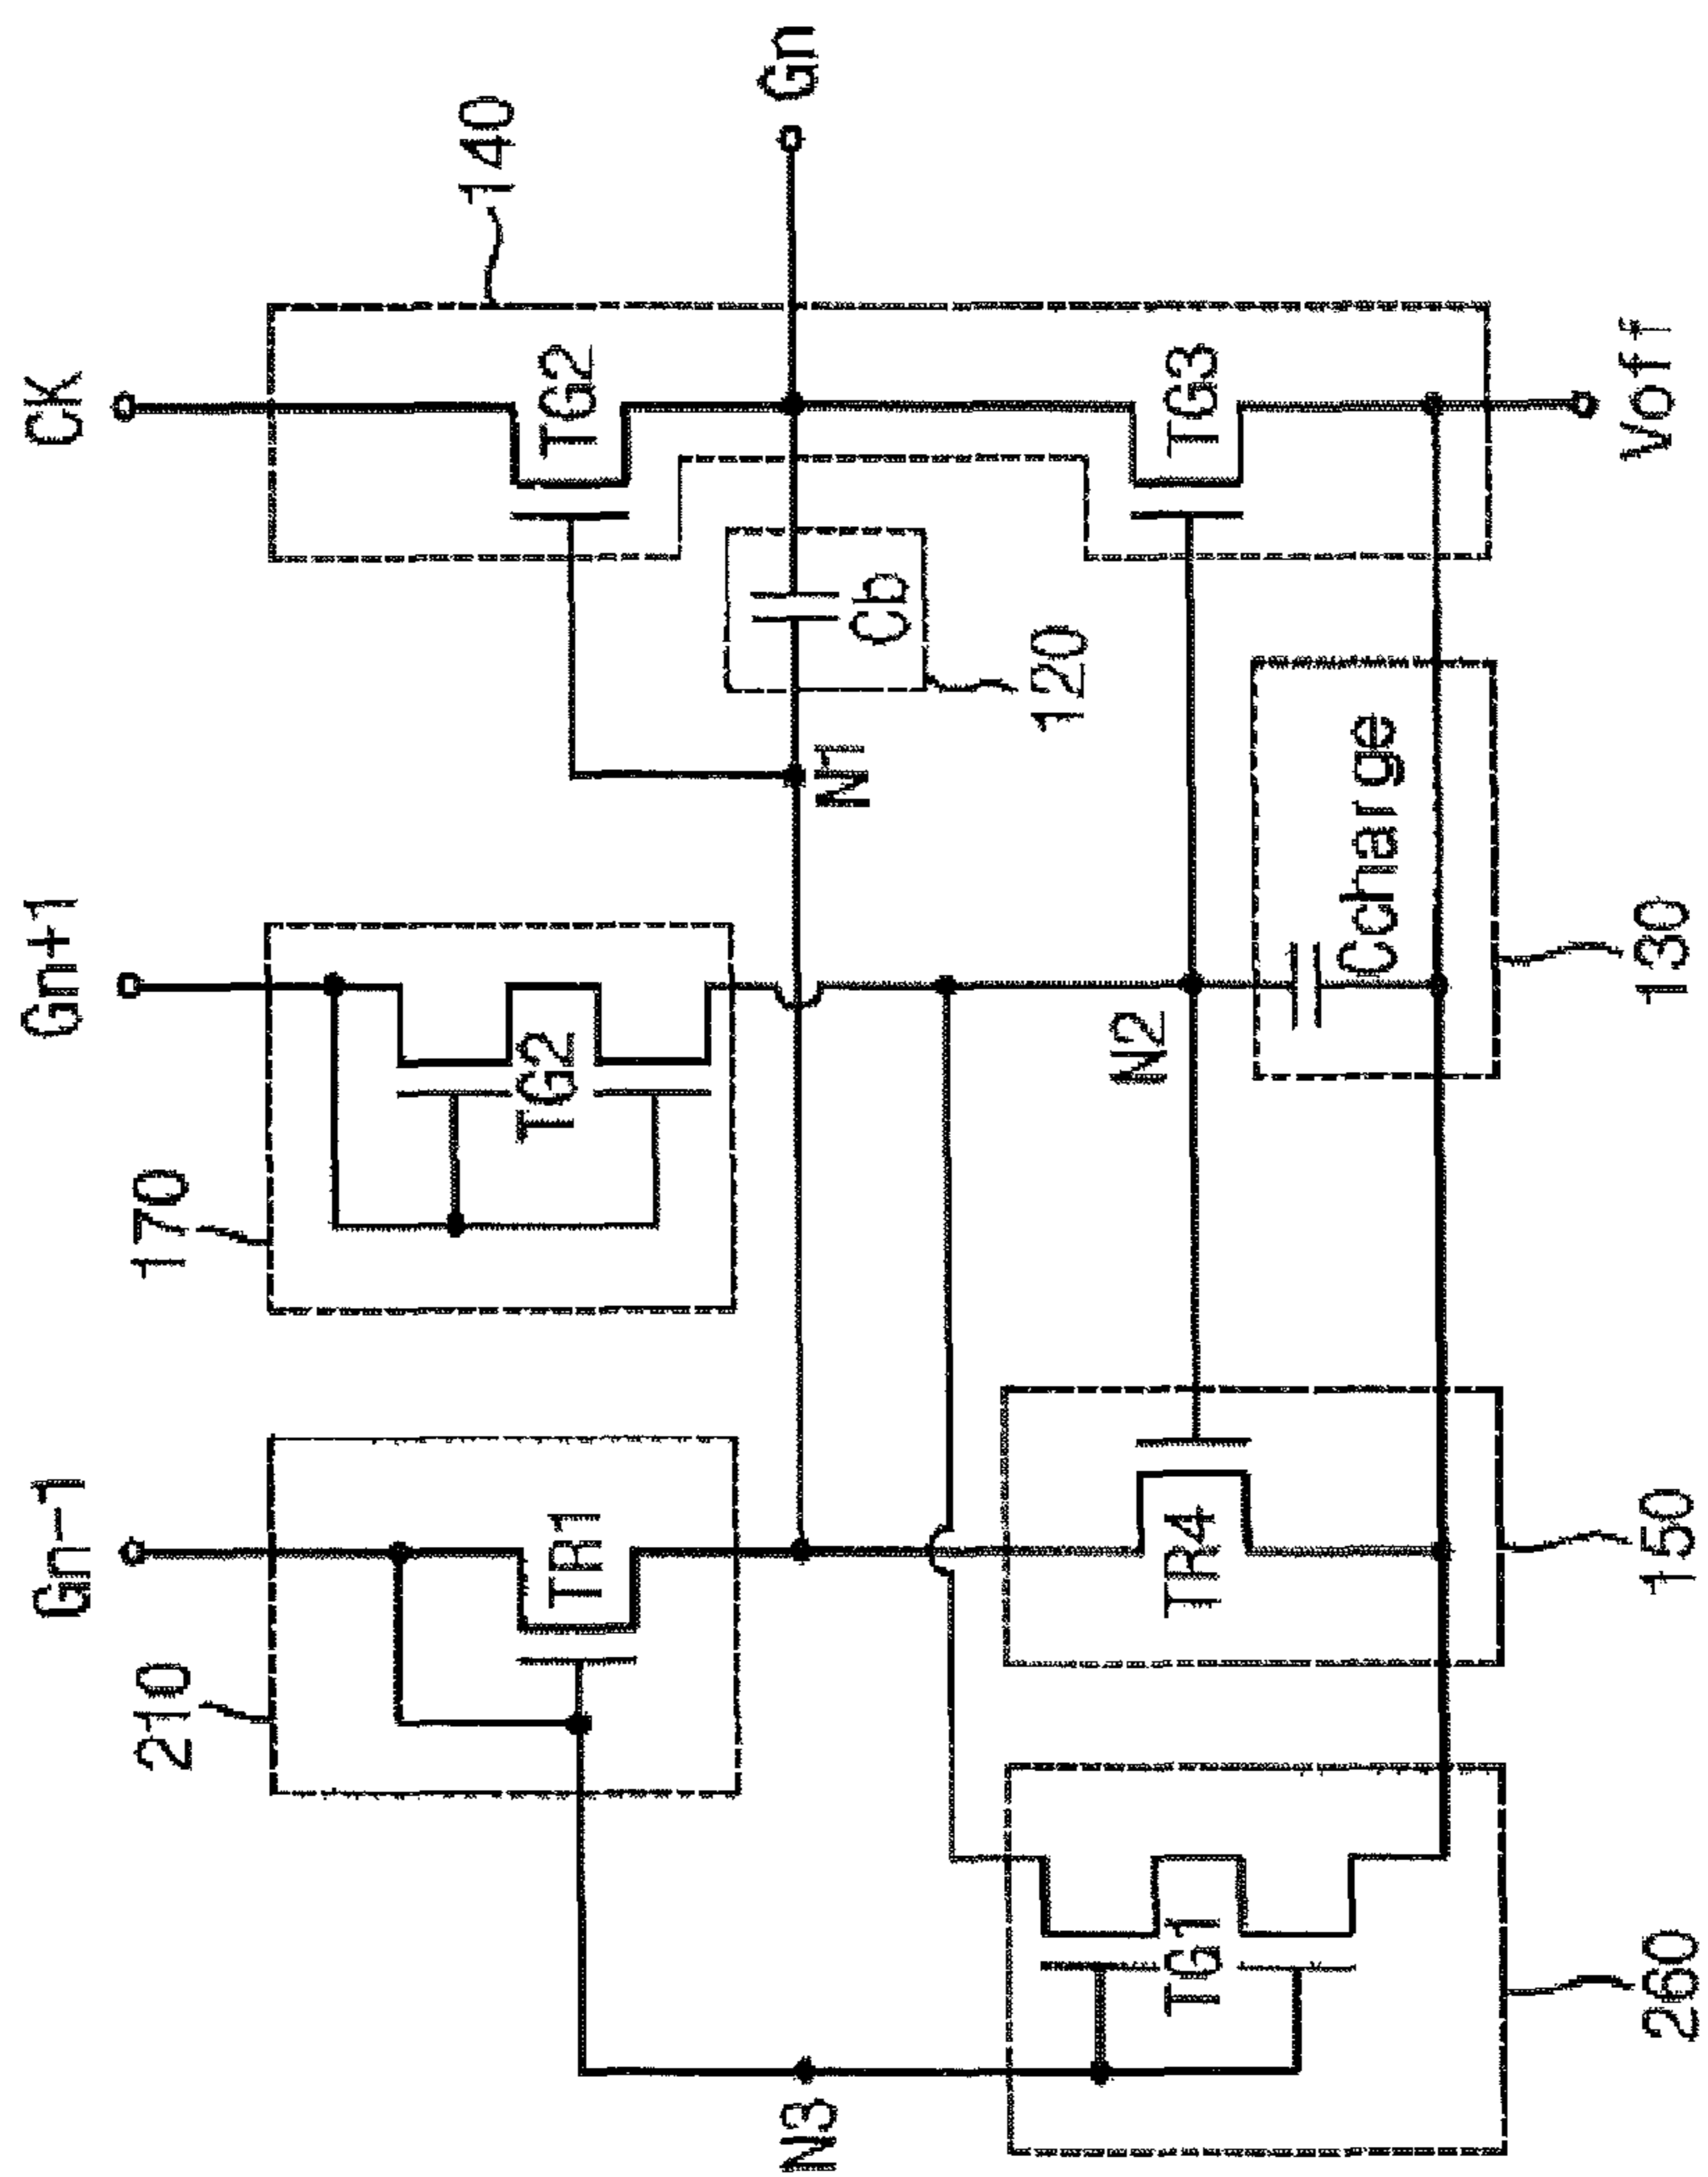 Gn-1
Gn+1
CK
210
170
140
TR1
TG2
TG2
N3
N1
Cb
Gn
120
N2
TG1
TR4
TG3
Ccharge
260
150
130
Voff